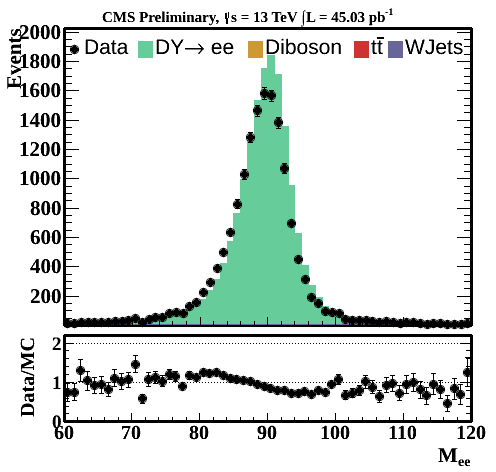 CMS Preliminary, √s = 13 TeV ∫L = 45.03 pb⁻¹
Events
Data DY→ ee Diboson tt̄ WJets
2000
1800
1600
1400
1200
1000
800
600
400
200
Data/MC
2
1
0
60 70 80 90 100 110 120
M_ee